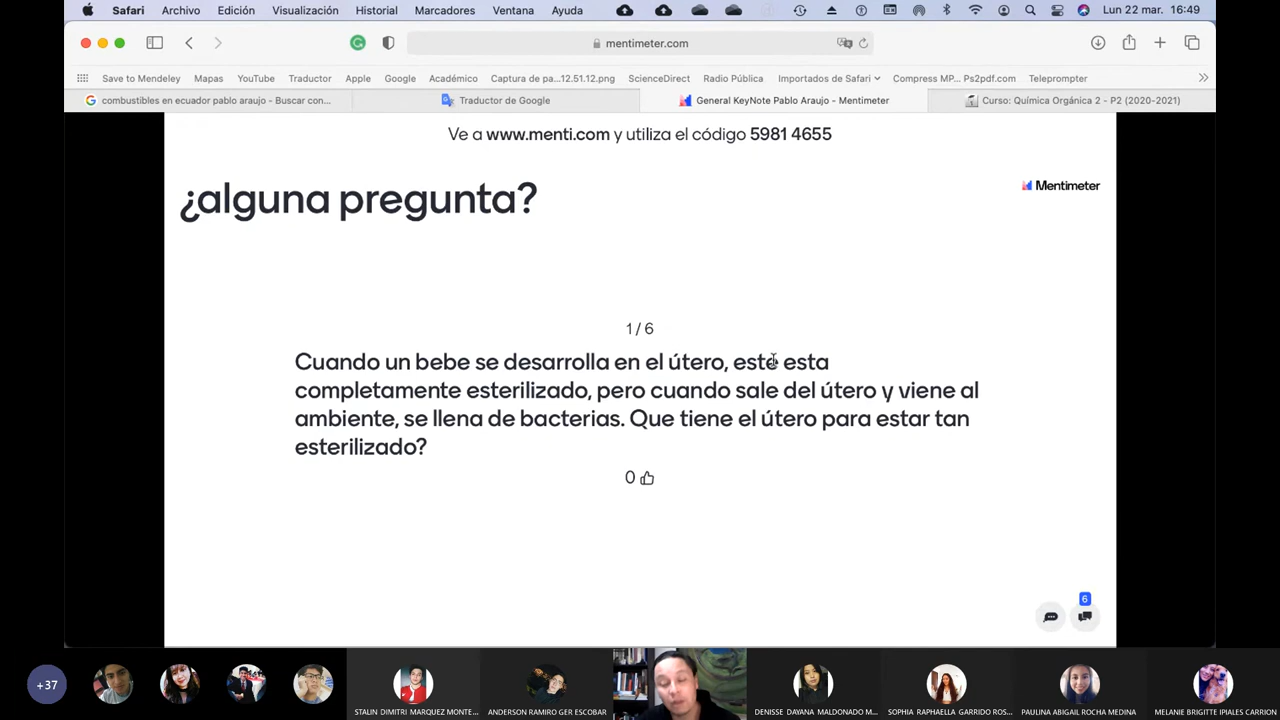 Safari Archivo Edición Visualización Historial Marcadores Ventana Ayuda Lun 22 mar. 16:49
mentimeter.com
Save to Mendeley Mapas YouTube Traductor Apple Google Académico Captura de pa...12.51.12.png ScienceDirect Radio Pública Importados de Safari Compress MP... Ps2pdf.com Teleprompter
combustibles en ecuador pablo araujo - Buscar con... Traductor de Google General KeyNote Pablo Araujo - Mentimeter Curso: Química Orgánica 2 - P2 (2020-2021)
Ve a www.menti.com y utiliza el código 5981 4655
Mentimeter
¿alguna pregunta?
1 / 6
Cuando un bebe se desarrolla en el útero, este esta
completamente esterilizado, pero cuando sale del útero y viene al
ambiente, se llena de bacterias. Que tiene el útero para estar tan
esterilizado?
0
6
+37
STALIN DIMITRI MARQUEZ MONTE... ANDERSON RAMIRO GER ESCOBAR DENISSE DAYANA MALDONADO M... SOPHIA RAPHAELLA GARRIDO ROS... PAULINA ABIGAIL ROCHA MEDINA MELANIE BRIGITTE IPIALES CARRION